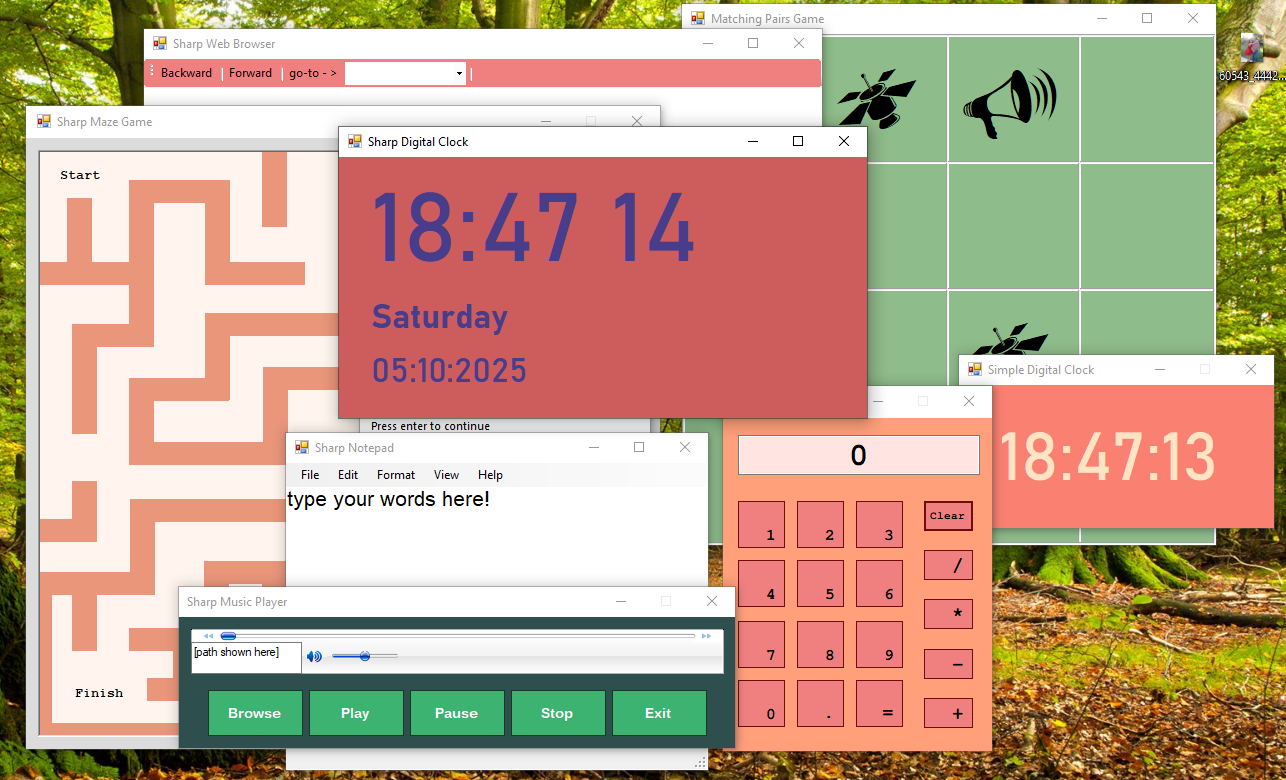 Matching Pairs Game
Sharp Web Browser
Backward | Forward | go-to - > |
60543_4442...
Sharp Maze Game
Start
Finish
Sharp Digital Clock
18:47 14
Saturday
05:10:2025
Press enter to continue
Simple Digital Clock
18:47:13
Sharp Notepad
File Edit Format View Help
type your words here!
0
1 2 3 Clear
4 5 6 /
7 8 9 *
0 . = −
+
Sharp Music Player
[path shown here]
Browse Play Pause Stop Exit